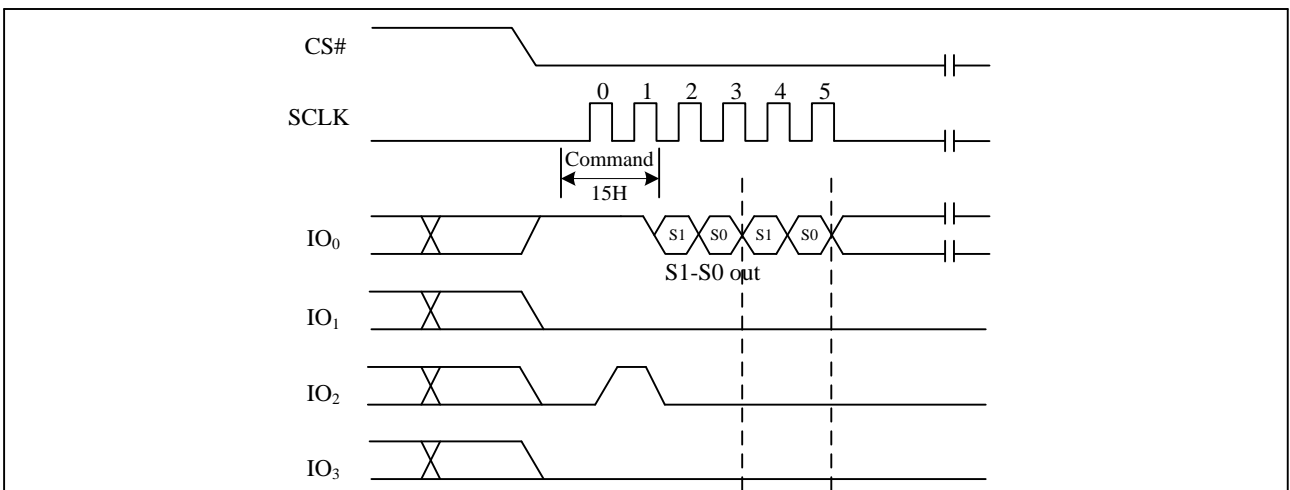 CS#
0 1 2 3 4 5
SCLK
Command
15H
IO₀
S1 S0 S1 S0
S1-S0 out
IO₁
IO₂
IO₃